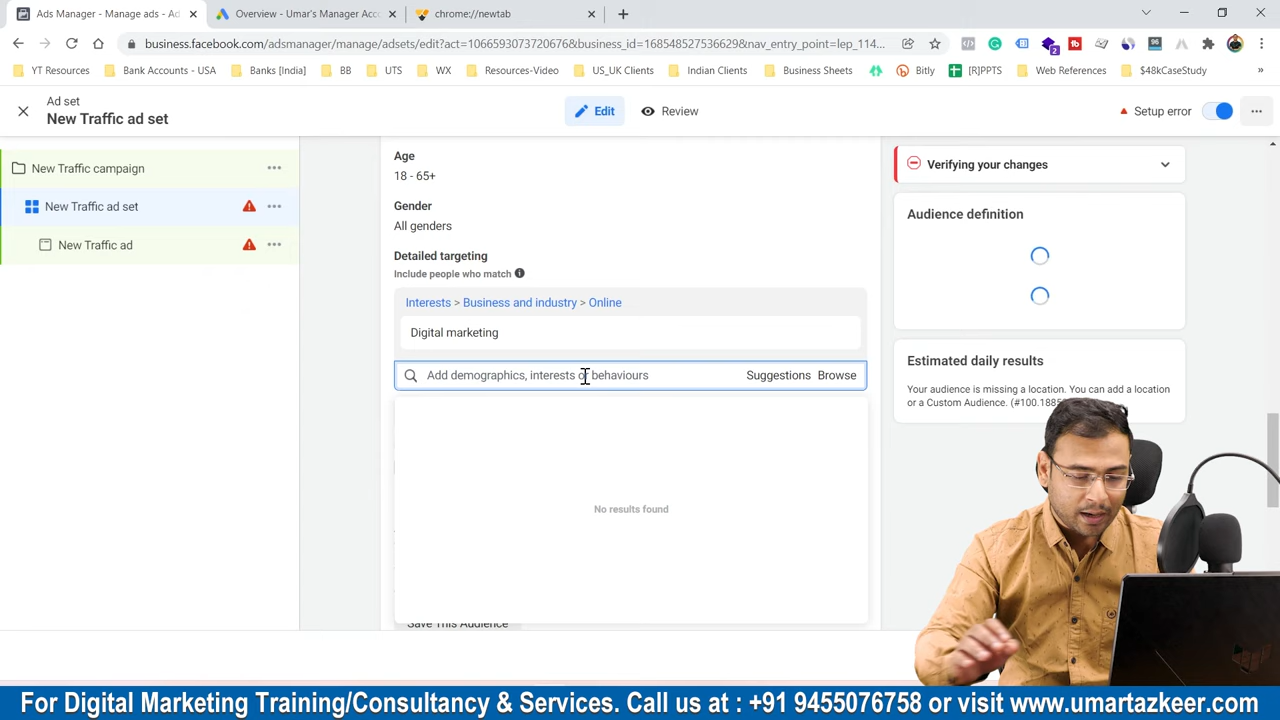 Ads Manager - Manage ads - Ad
Overview - Umar's Manager Acc
chrome://newtab
business.facebook.com/adsmanager/manage/adsets/edit?act=10665930737206 76&business_id=168548527536629&nav_entry_point=lep_114...
YT Resources
Bank Accounts - USA
Banks [India]
BB
UTS
WX
Resources-Video
US_UK Clients
Indian Clients
Business Sheets
Bitly
[R]PPTS
Web References
$48kCaseStudy
Ad set
New Traffic ad set
Edit
Review
Setup error
New Traffic campaign
New Traffic ad set
New Traffic ad
Age
18 - 65+
Gender
All genders
Detailed targeting
Include people who match
Interests > Business and industry > Online
Digital marketing
Add demographics, interests or behaviours
Suggestions Browse
No results found
Save This Audience
Verifying your changes
Audience definition
Estimated daily results
Your audience is missing a location. You can add a location
or a Custom Audience. (#100.1885
For Digital Marketing Training/Consultancy & Services. Call us at : +91 9455076758 or visit www.umartazkeer.com